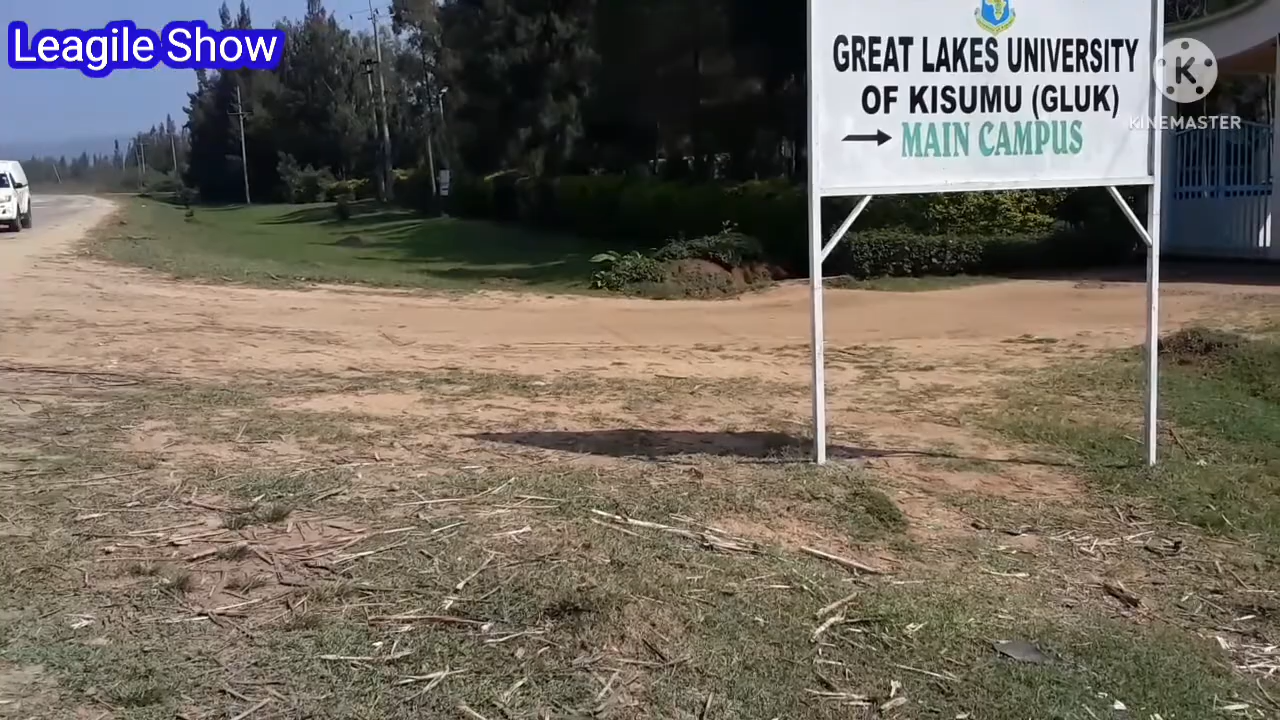 Leagile Show
GREAT LAKES UNIVERSITY
OF KISUMU (GLUK)
MAIN CAMPUS
K
KINEMASTER